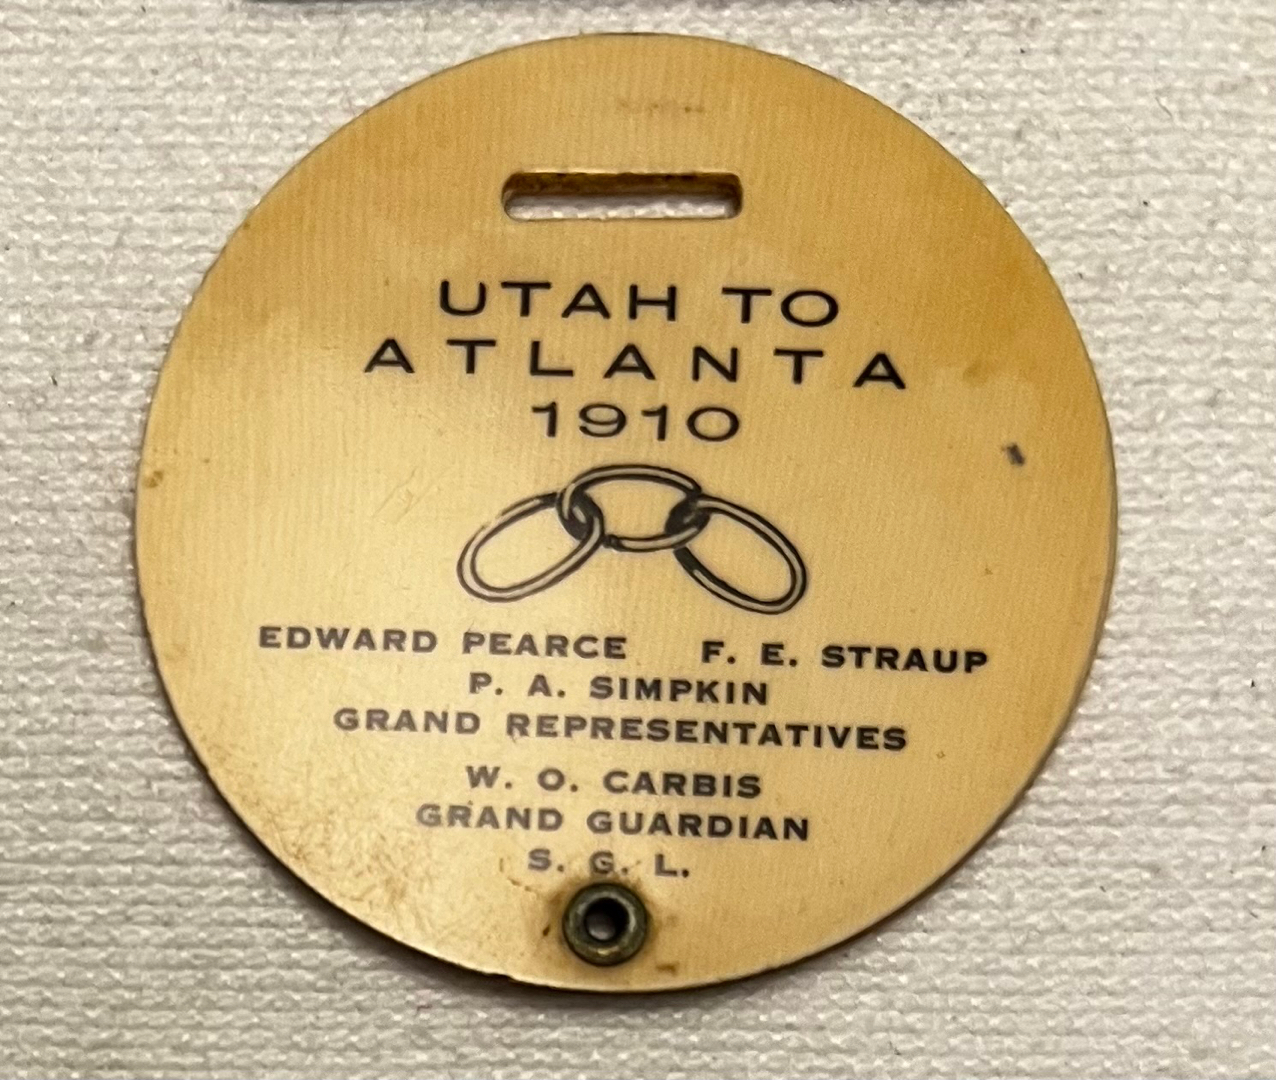 UTAH TO
ATLANTA
1910
EDWARD PEARCE F. E. STRAUP
P. A. SIMPKIN
GRAND REPRESENTATIVES
W. O. CARBIS
GRAND GUARDIAN
S. G. L.